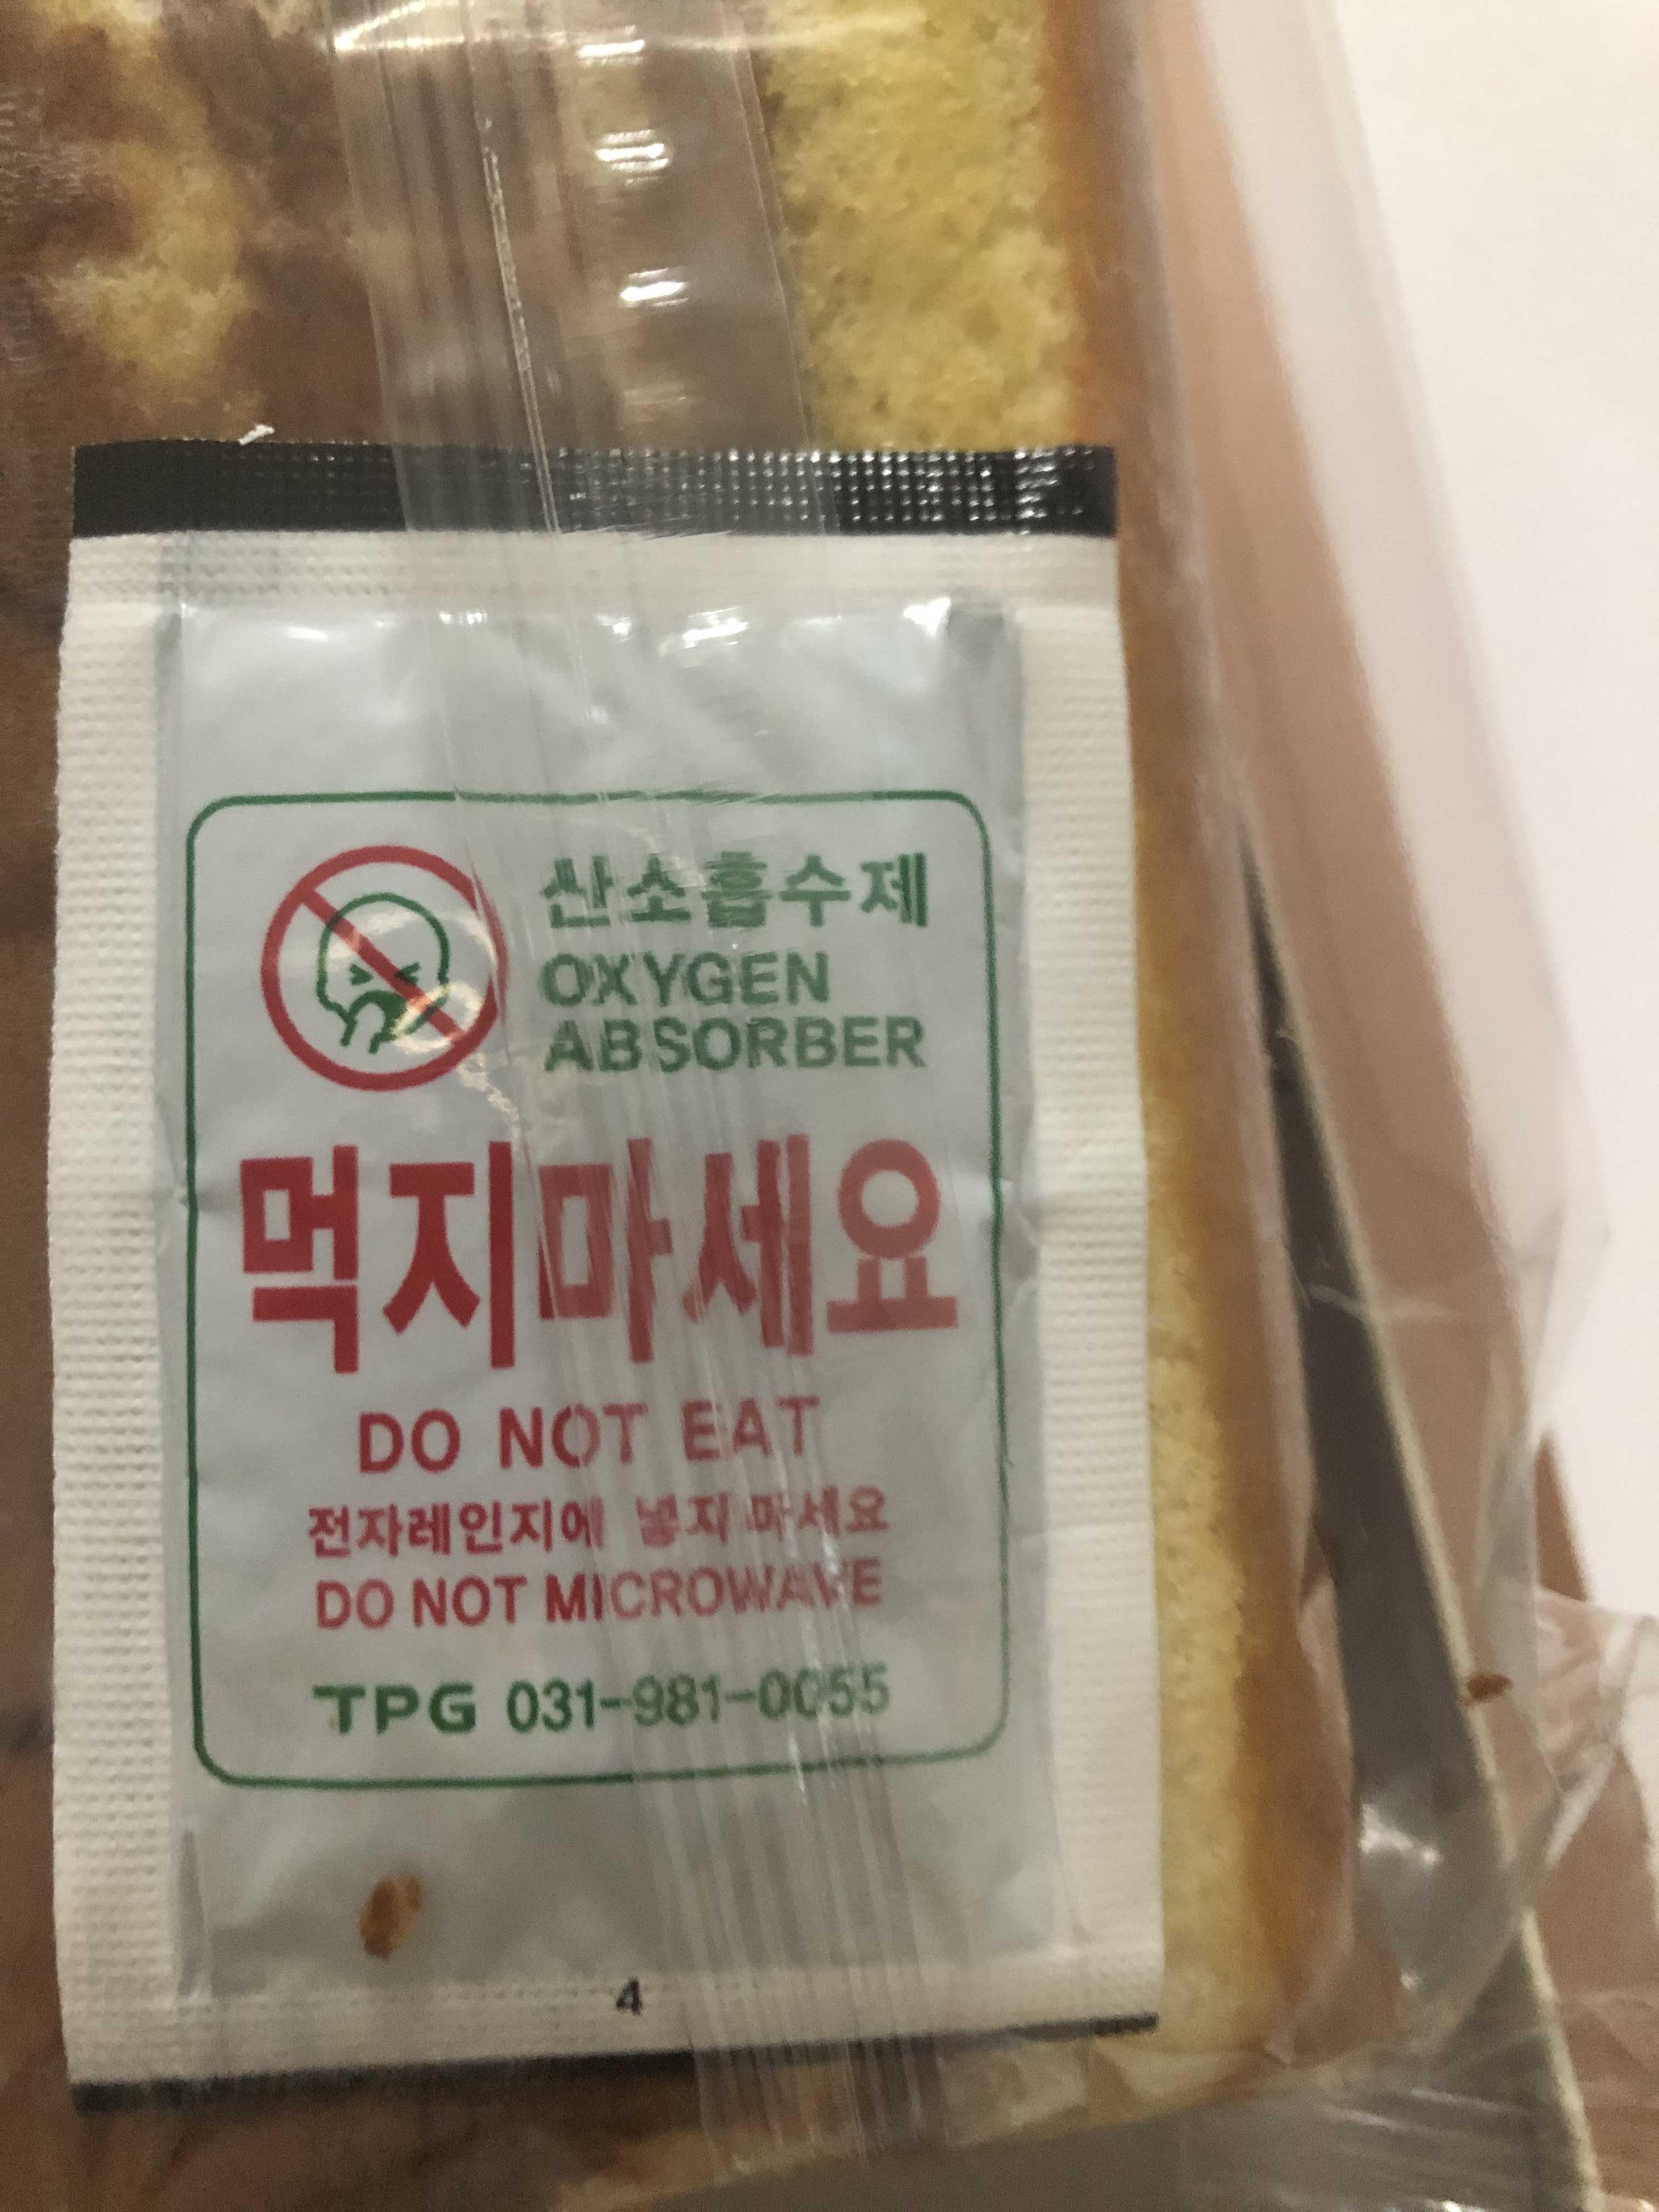 산소흡수제
OXYGEN
ABSORBER
먹지마세요
DO NOT EAT
전자레인지에 넣지 마세요
DO NOT MICROWAVE
TPG 031-981-0055
4